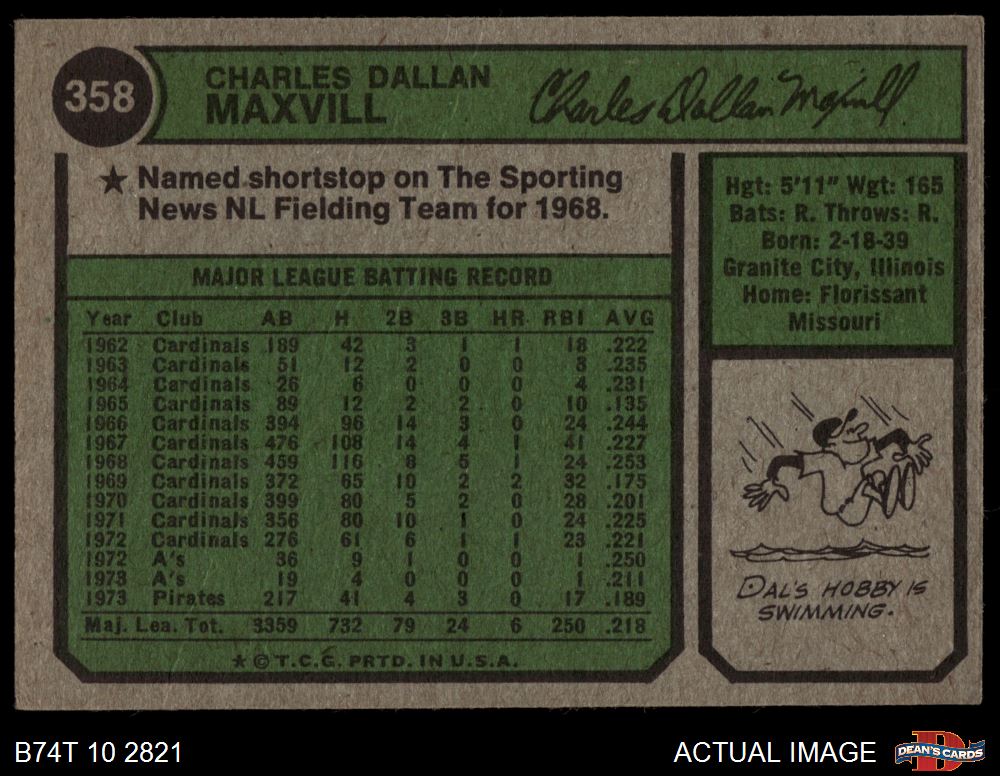 358
CHARLES DALLAN
MAXVILL
Charles Dallan Maxvill
★ Named shortstop on The Sporting
News NL Fielding Team for 1968.
MAJOR LEAGUE BATTING RECORD
Year Club AB H 2B 3B HR RBI AVG
1962 Cardinals 189 42 3 1 1 18 .222
1963 Cardinals 51 12 2 0 0 3 .235
1964 Cardinals 26 6 0 0 0 4 .231
1965 Cardinals 89 12 2 2 0 10 .135
1966 Cardinals 394 96 14 3 0 24 .244
1967 Cardinals 476 108 14 4 1 41 .227
1968 Cardinals 459 116 8 5 1 24 .253
1969 Cardinals 372 65 10 2 2 32 .175
1970 Cardinals 399 80 5 2 0 28 .201
1971 Cardinals 356 80 10 1 0 24 .225
1972 Cardinals 276 61 6 1 1 23 .221
1972 A's 36 9 1 0 0 1 .250
1973 A's 19 4 0 0 0 1 .211
1973 Pirates 217 41 4 3 0 17 .189
Maj. Lea. Tot. 3359 732 79 24 6 250 .218
★ © T.C.G. PRTD. IN U.S.A.
Hgt: 5'11" Wgt: 165
Bats: R. Throws: R.
Born: 2-18-39
Granite City, Illinois
Home: Florissant
Missouri
DAL'S HOBBY IS
SWIMMING.
B74T 10 2821
ACTUAL IMAGE
D
DEAN'S CARDS